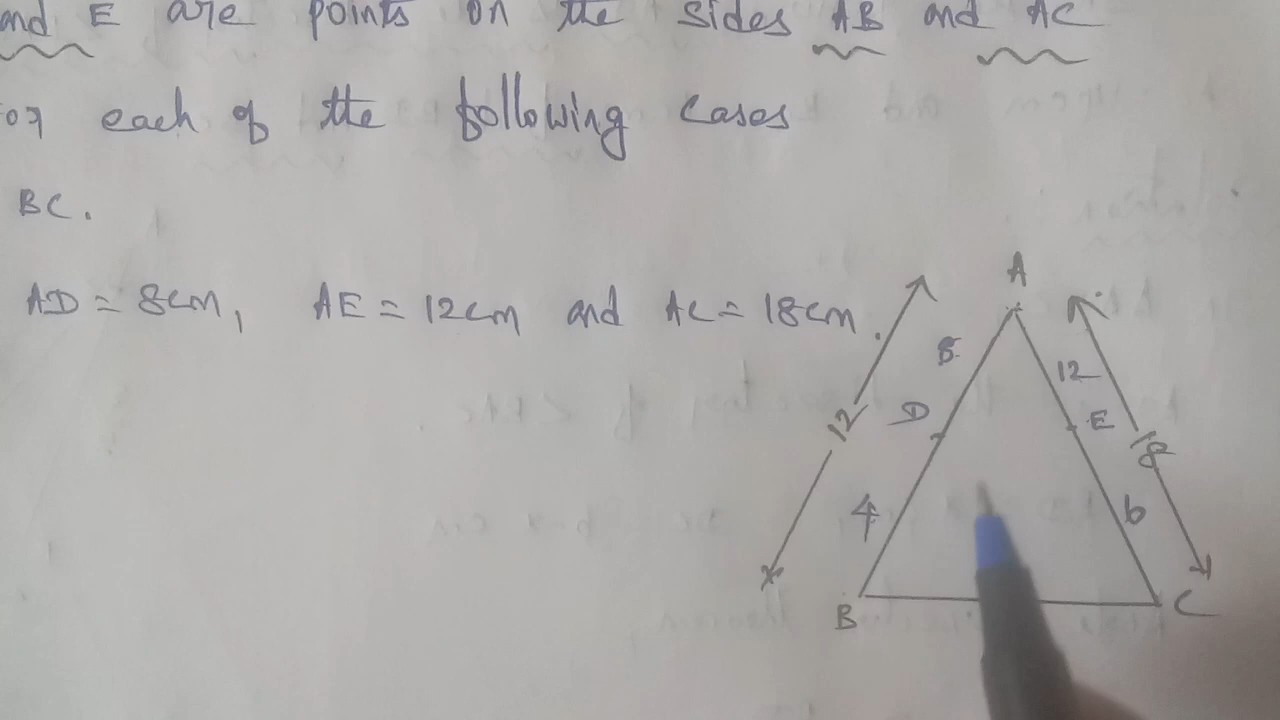 and E are points on the sides AB and AC
or each of the following cases
BC.
AD = 8cm, AE = 12cm and AC = 18cm.
A
8
12
D
E
12
18
4
6
B
C